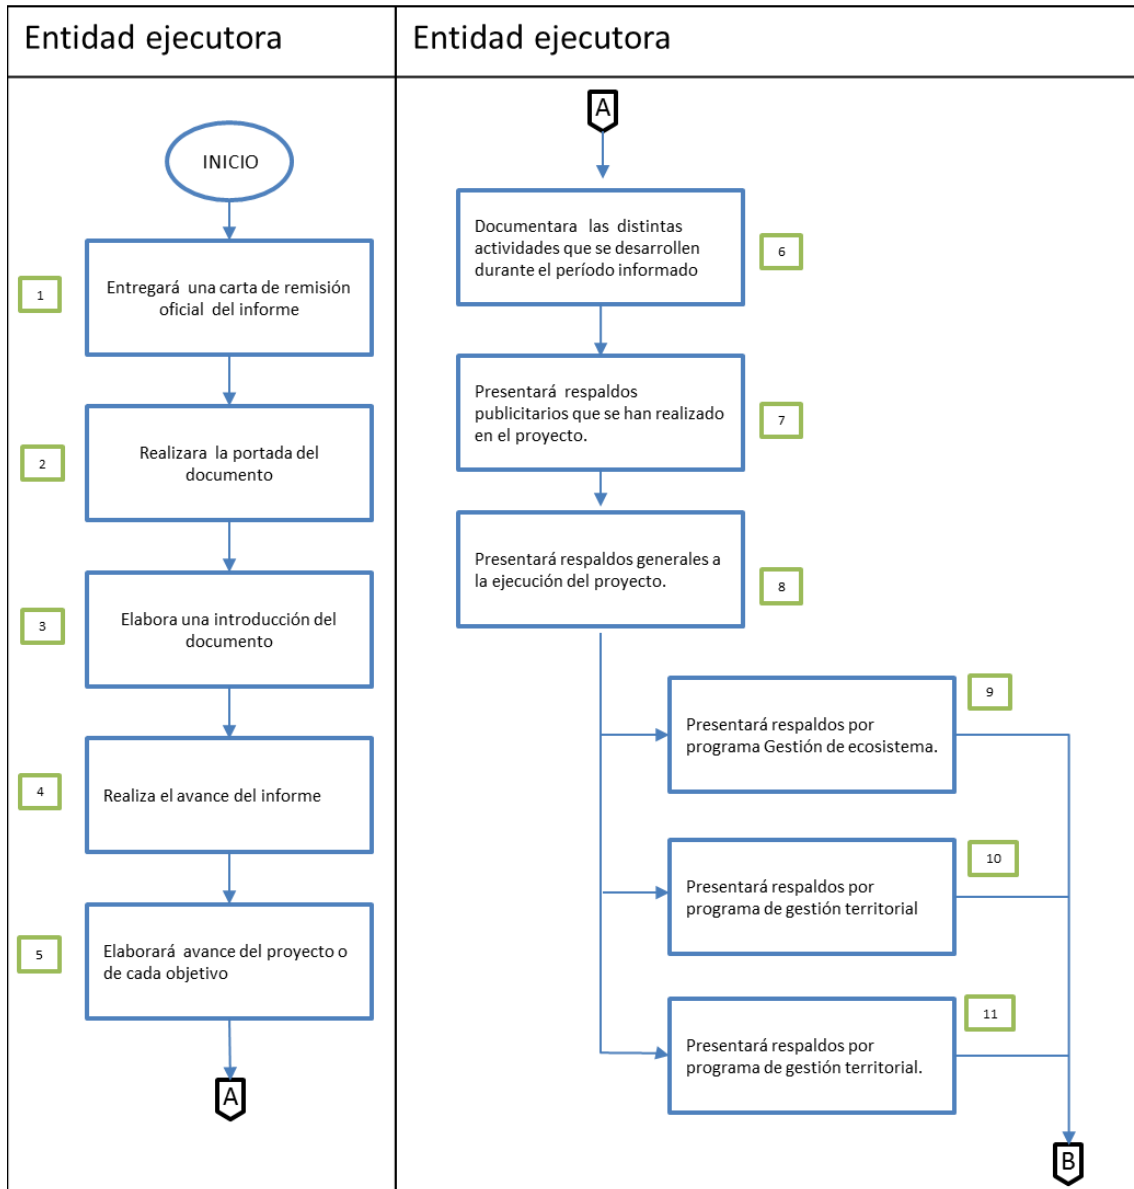 Entidad ejecutora
INICIO
1
Entregará una carta de remisión
oficial del informe
2
Realizara la portada del
documento
3
Elabora una introducción del
documento
4
Realiza el avance del informe
5
Elaborará avance del proyecto o
de cada objetivo
A
Entidad ejecutora
A
Documentara las distintas
actividades que se desarrollen
durante el período informado
6
Presentará respaldos
publicitarios que se han realizado
en el proyecto.
7
Presentará respaldos generales a
la ejecución del proyecto.
8
9
Presentará respaldos por
programa Gestión de ecosistema.
10
Presentará respaldos por
programa de gestión territorial
11
Presentará respaldos por
programa de gestión territorial.
B